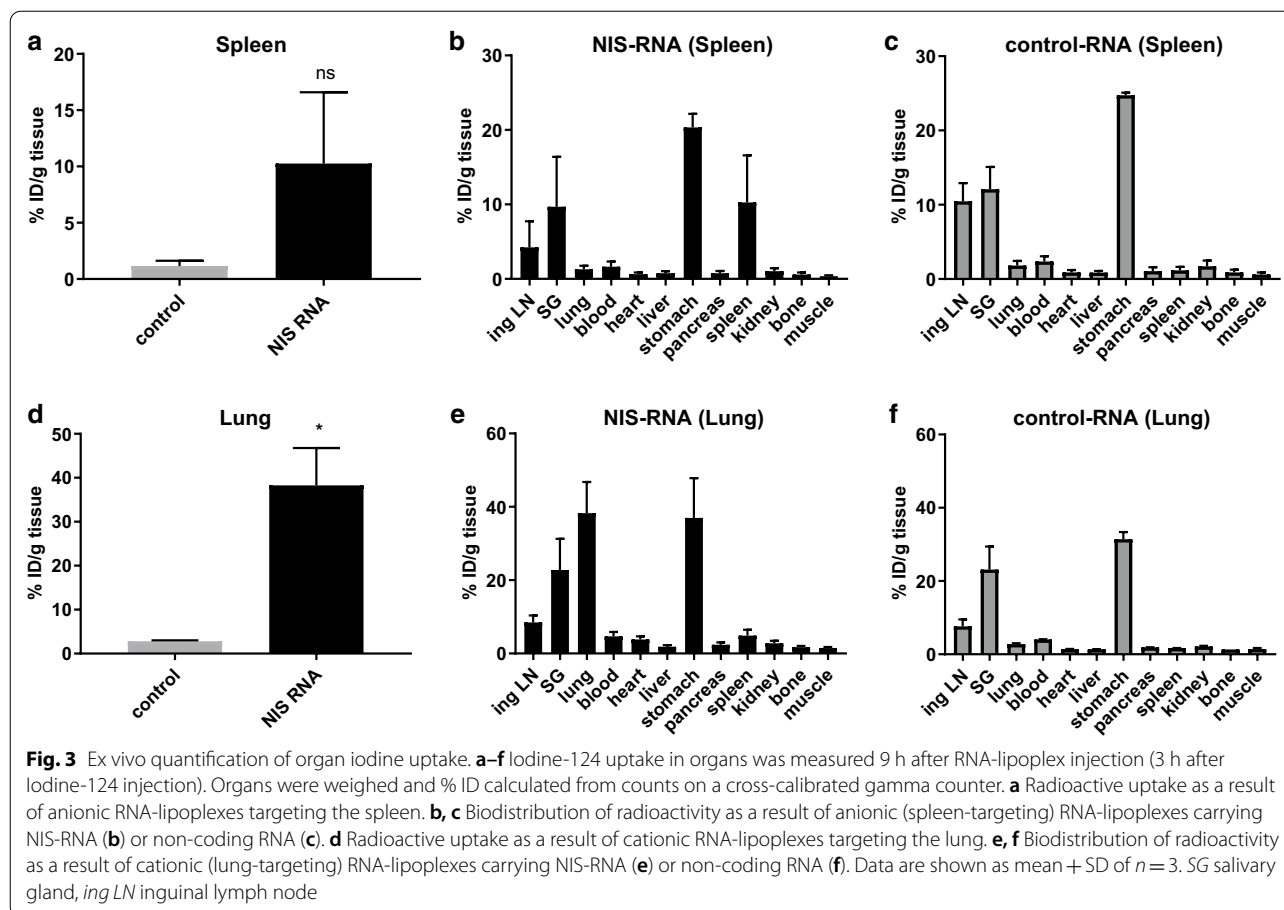 a
Spleen
% ID/g tissue
20
15
10
5
0
ns
control
NIS RNA
b
NIS-RNA (Spleen)
% ID/g tissue
30
20
10
0
ing LN
SG
lung
blood
heart
liver
stomach
pancreas
spleen
kidney
bone
muscle
c
control-RNA (Spleen)
% ID/g tissue
30
20
10
0
ing LN
SG
lung
blood
heart
liver
stomach
pancreas
spleen
kidney
bone
muscle
d
Lung
% ID/g tissue
50
40
30
20
10
0
*
control
NIS RNA
e
NIS-RNA (Lung)
% ID/g tissue
60
40
20
0
ing LN
SG
lung
blood
heart
liver
stomach
pancreas
spleen
kidney
bone
muscle
f
control-RNA (Lung)
% ID/g tissue
60
40
20
0
ing LN
SG
lung
blood
heart
liver
stomach
pancreas
spleen
kidney
bone
muscle
Fig. 3 Ex vivo quantification of organ iodine uptake. a–f Iodine-124 uptake in organs was measured 9 h after RNA-lipoplex injection (3 h after
Iodine-124 injection). Organs were weighed and % ID calculated from counts on a cross-calibrated gamma counter. a Radioactive uptake as a result
of anionic RNA-lipoplexes targeting the spleen. b, c Biodistribution of radioactivity as a result of anionic (spleen-targeting) RNA-lipoplexes carrying
NIS-RNA (b) or non-coding RNA (c). d Radioactive uptake as a result of cationic RNA-lipoplexes targeting the lung. e, f Biodistribution of radioactivity
as a result of cationic (lung-targeting) RNA-lipoplexes carrying NIS-RNA (e) or non-coding RNA (f). Data are shown as mean + SD of n = 3. SG salivary
gland, ing LN inguinal lymph node